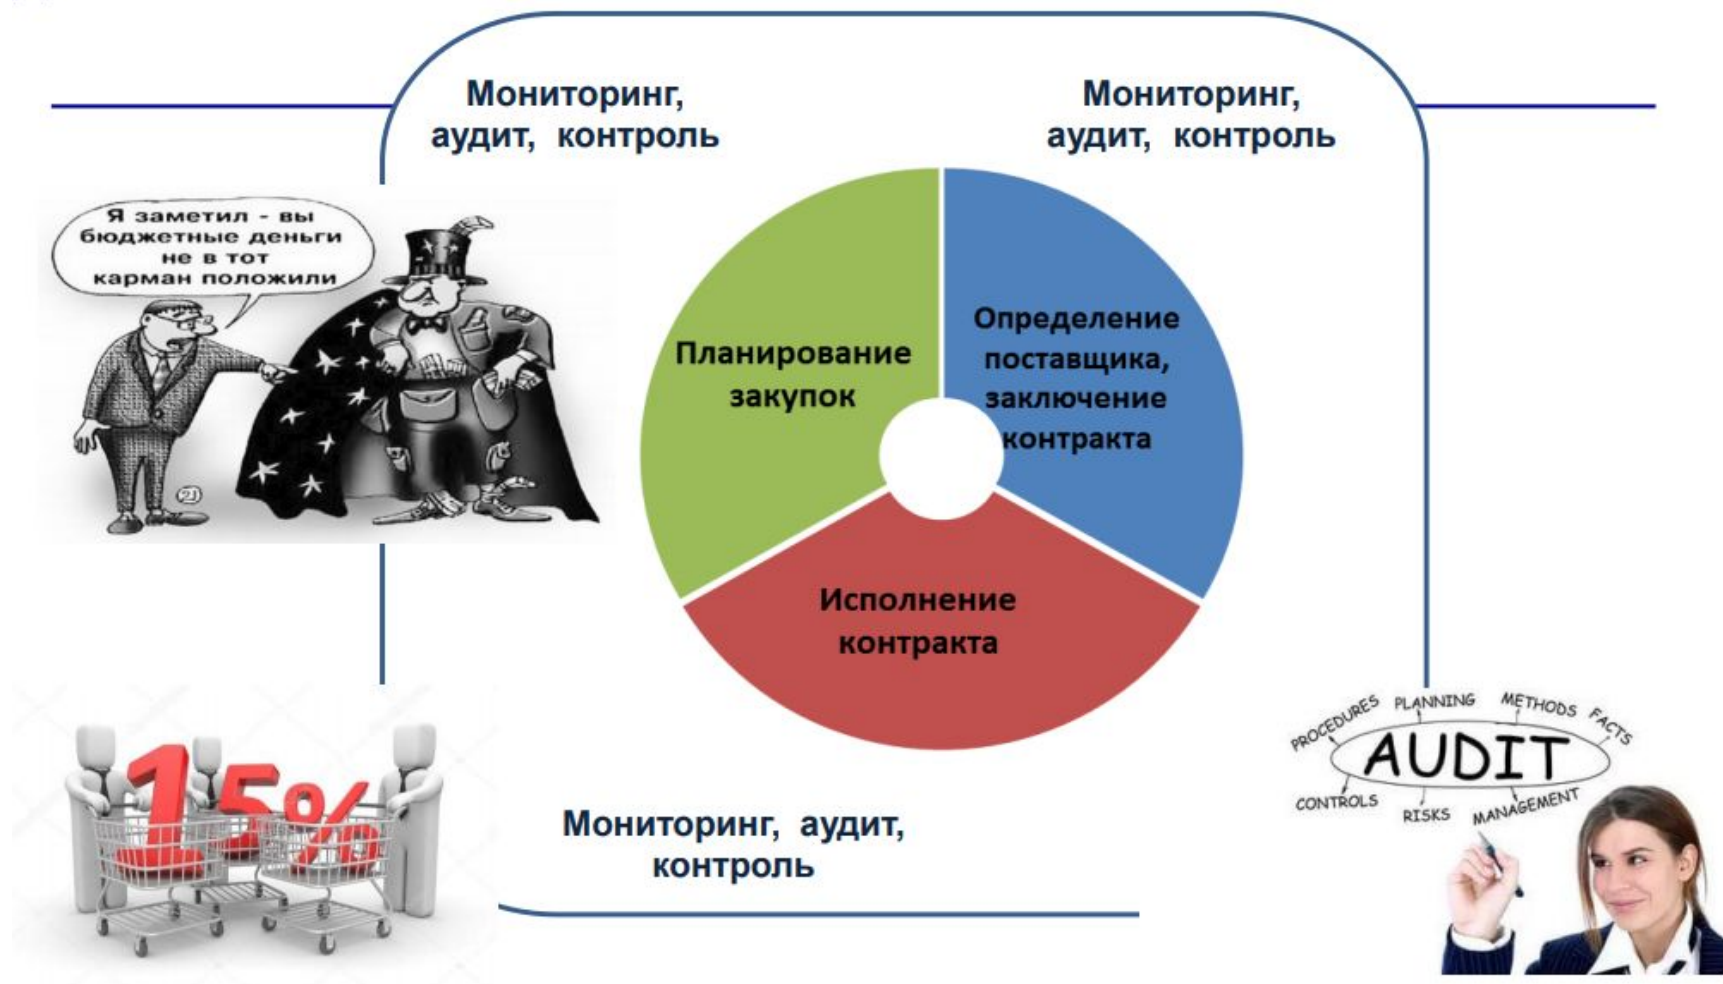 Мониторинг,
аудит, контроль
Мониторинг,
аудит, контроль
Я заметил - вы
бюджетные деньги
не в тот
карман положили
Планирование
закупок
Определение
поставщика,
заключение
контракта
Исполнение
контракта
15%
Мониторинг, аудит,
контроль
PROCEDURES
PLANNING
METHODS
FACTS
AUDIT
CONTROLS
RISKS
MANAGEMENT